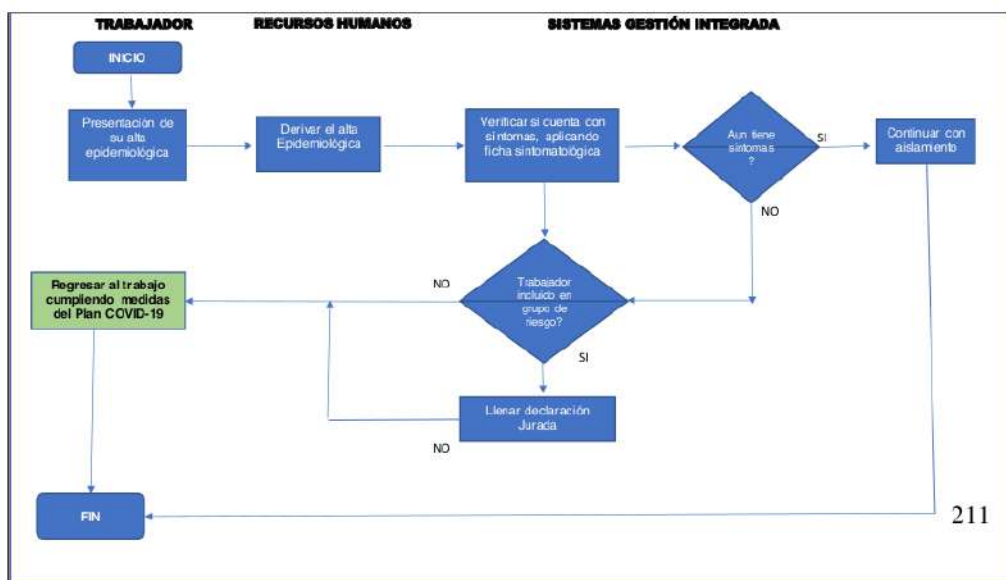 TRABAJADOR
RECURSOS HUMANOS
SISTEMAS GESTIÓN INTEGRADA
INICIO
Presentación de
su alta
epidemiológica
Derivar el alta
Epidemiológica
Verificar si cuenta con
síntomas, aplicando
ficha sintomatológica
Aun tiene
síntomas
?
SI
Continuar con
aislamiento
NO
Regresar al trabajo
cumpliendo medidas
del Plan COVID-19
NO
Trabajador
incluido en
grupo de
riesgo?
SI
Llenar declaración
Jurada
NO
FIN
211